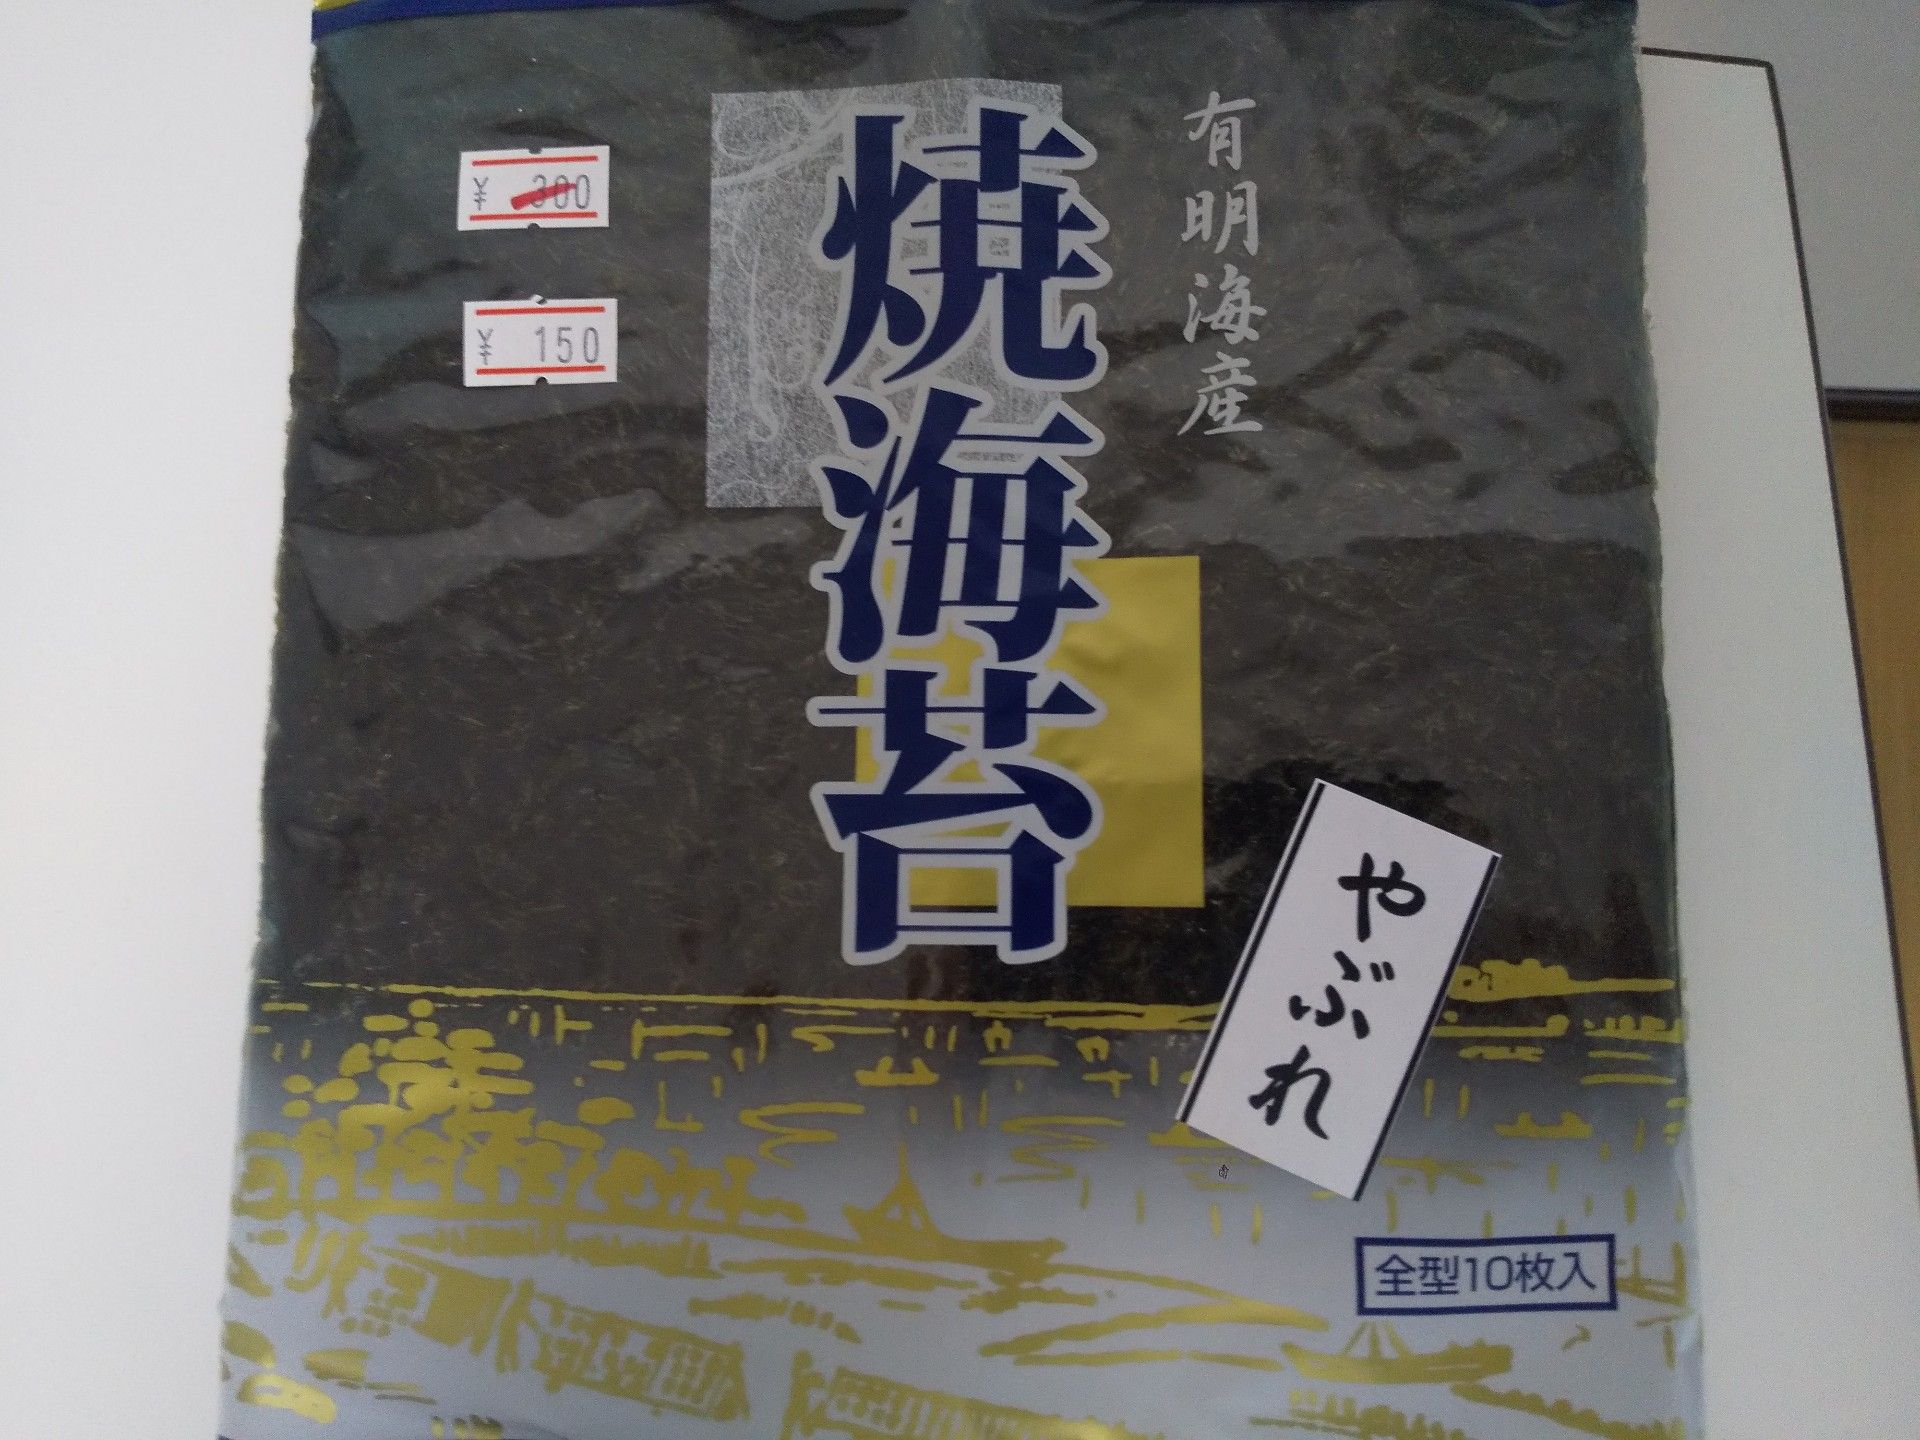 有明海産
焼海苔
¥ 300
¥ 150
やぶれ
全型10枚入